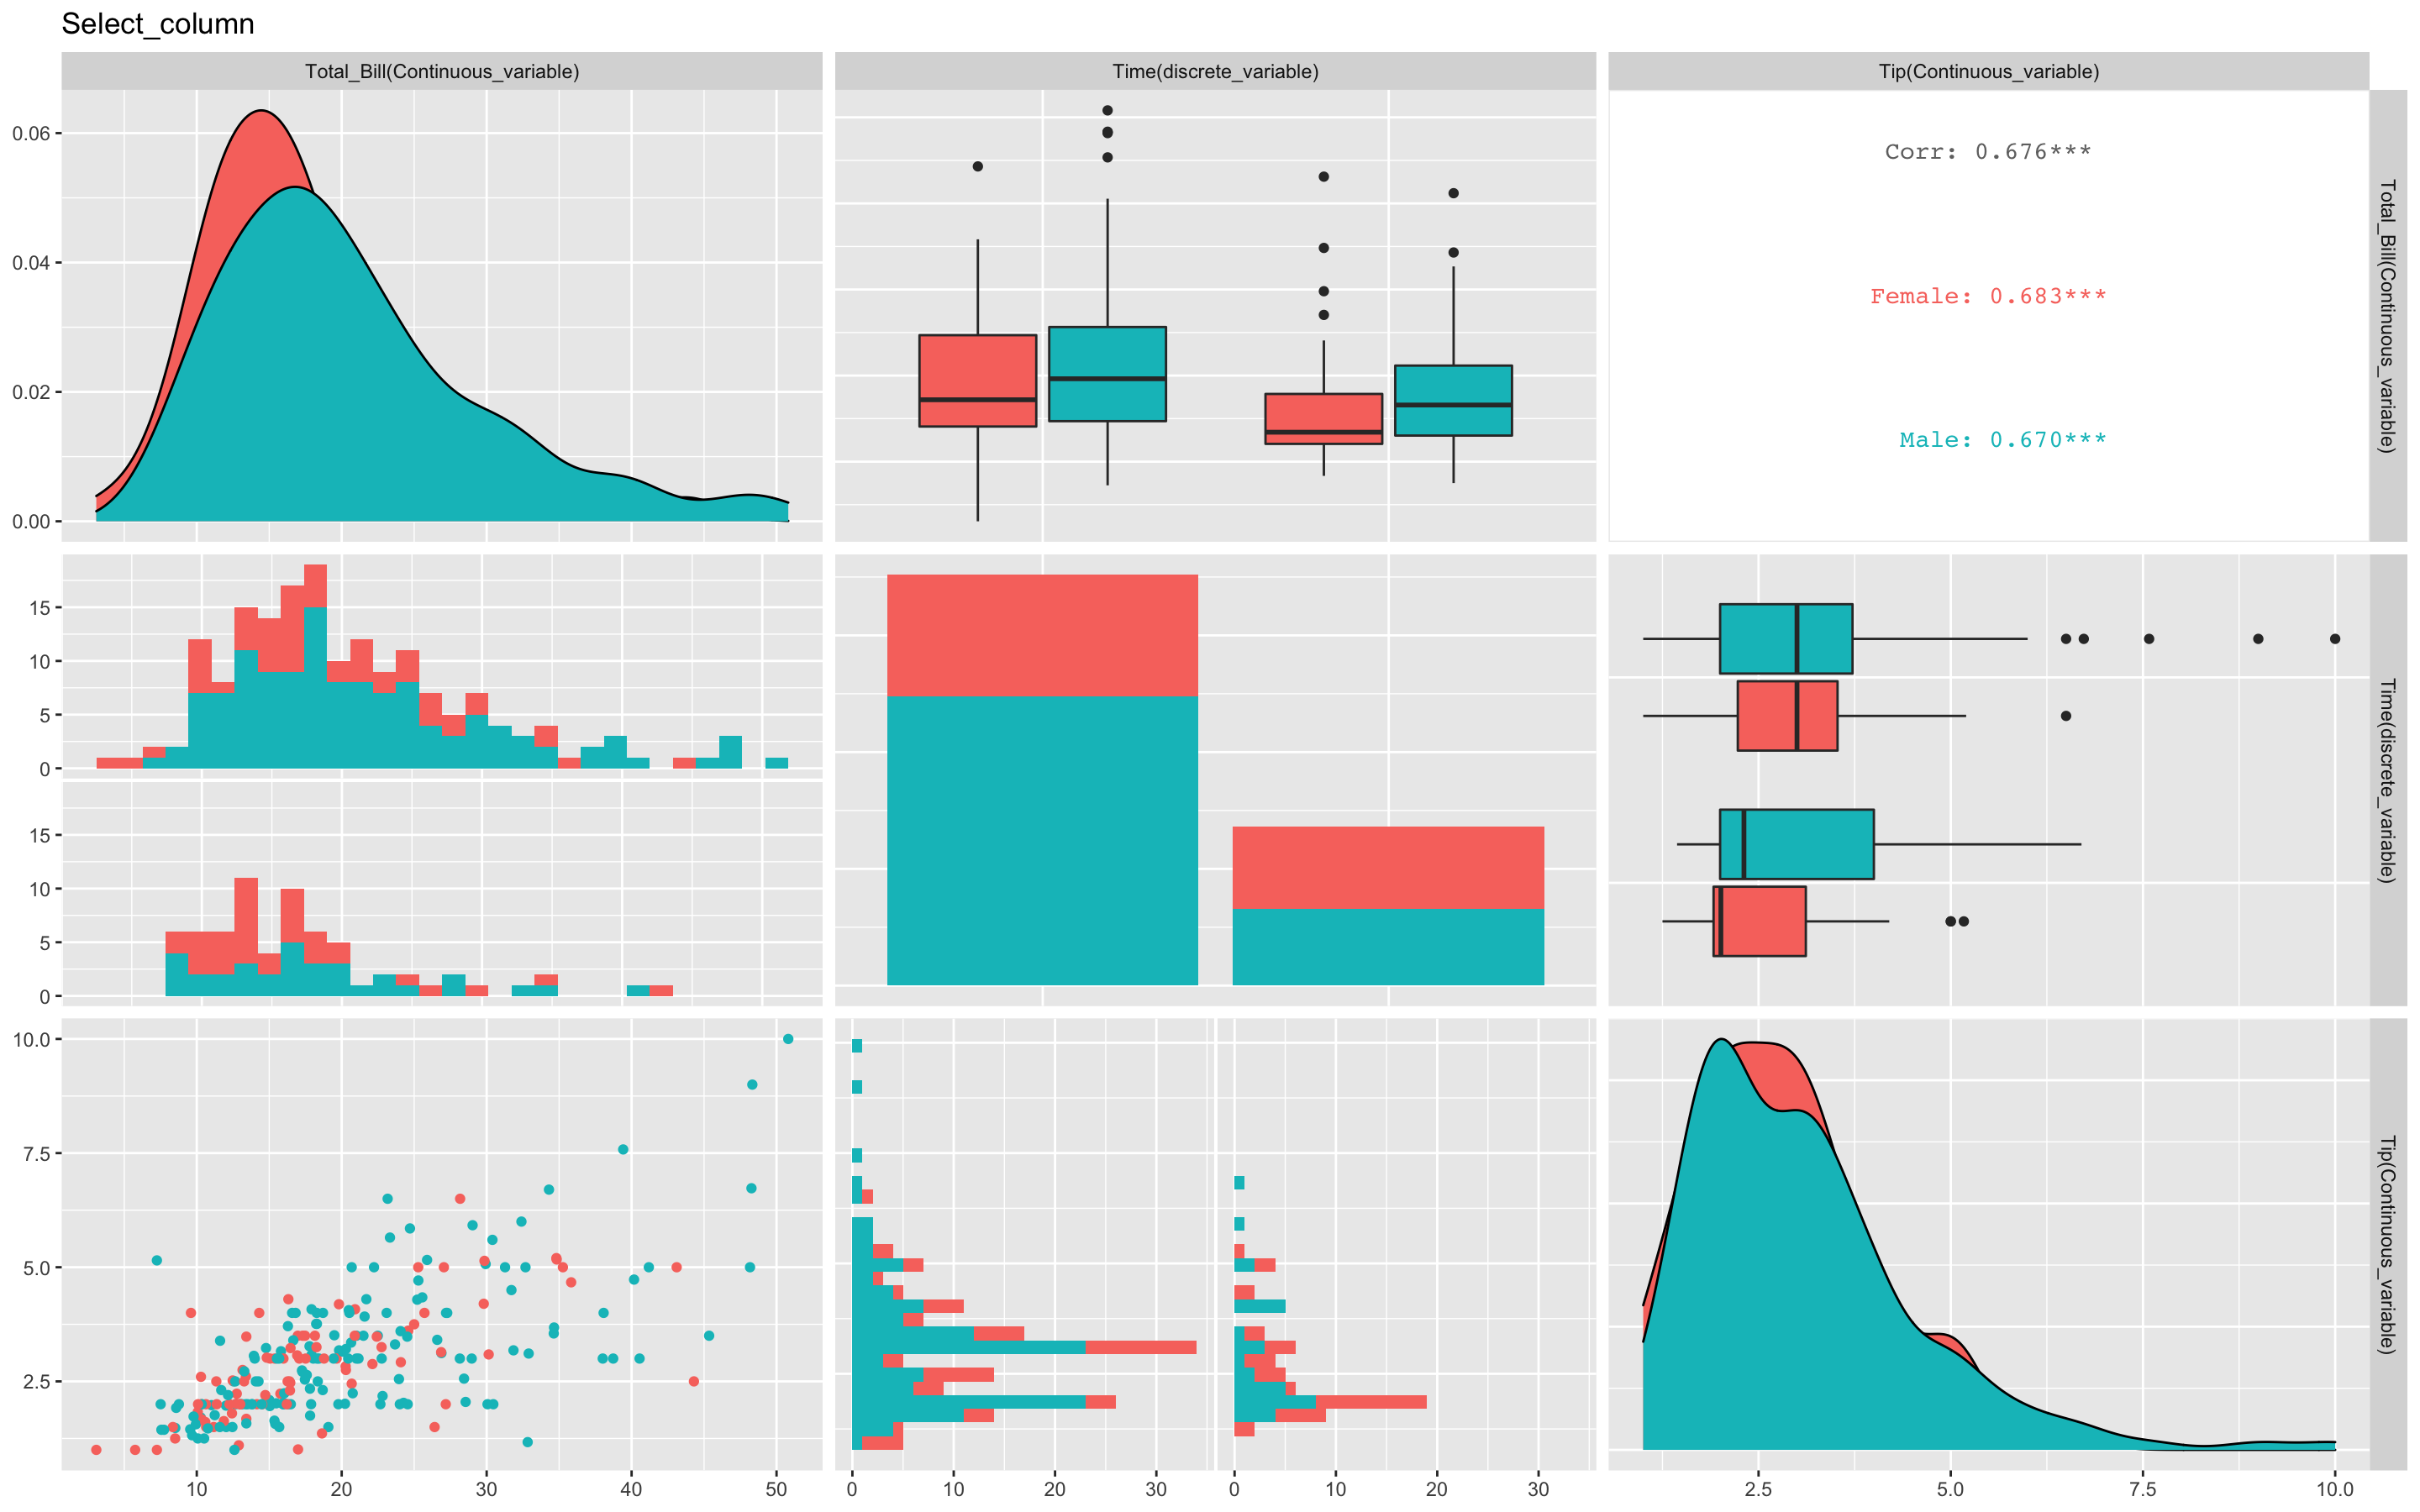 Select_column
Total_Bill(Continuous_variable)
Time(discrete_variable)
Tip(Continuous_variable)
0.06
0.04
0.02
0.00
Corr: 0.676***
Female: 0.683***
Male: 0.670***
Total_Bill(Continuous_variable)
15
10
5
0
15
10
5
0
Time(discrete_variable)
10.0
7.5
5.0
2.5
Tip(Continuous_variable)
10 20 30 40 50
0 10 20 30 0 10 20 30
2.5 5.0 7.5 10.0